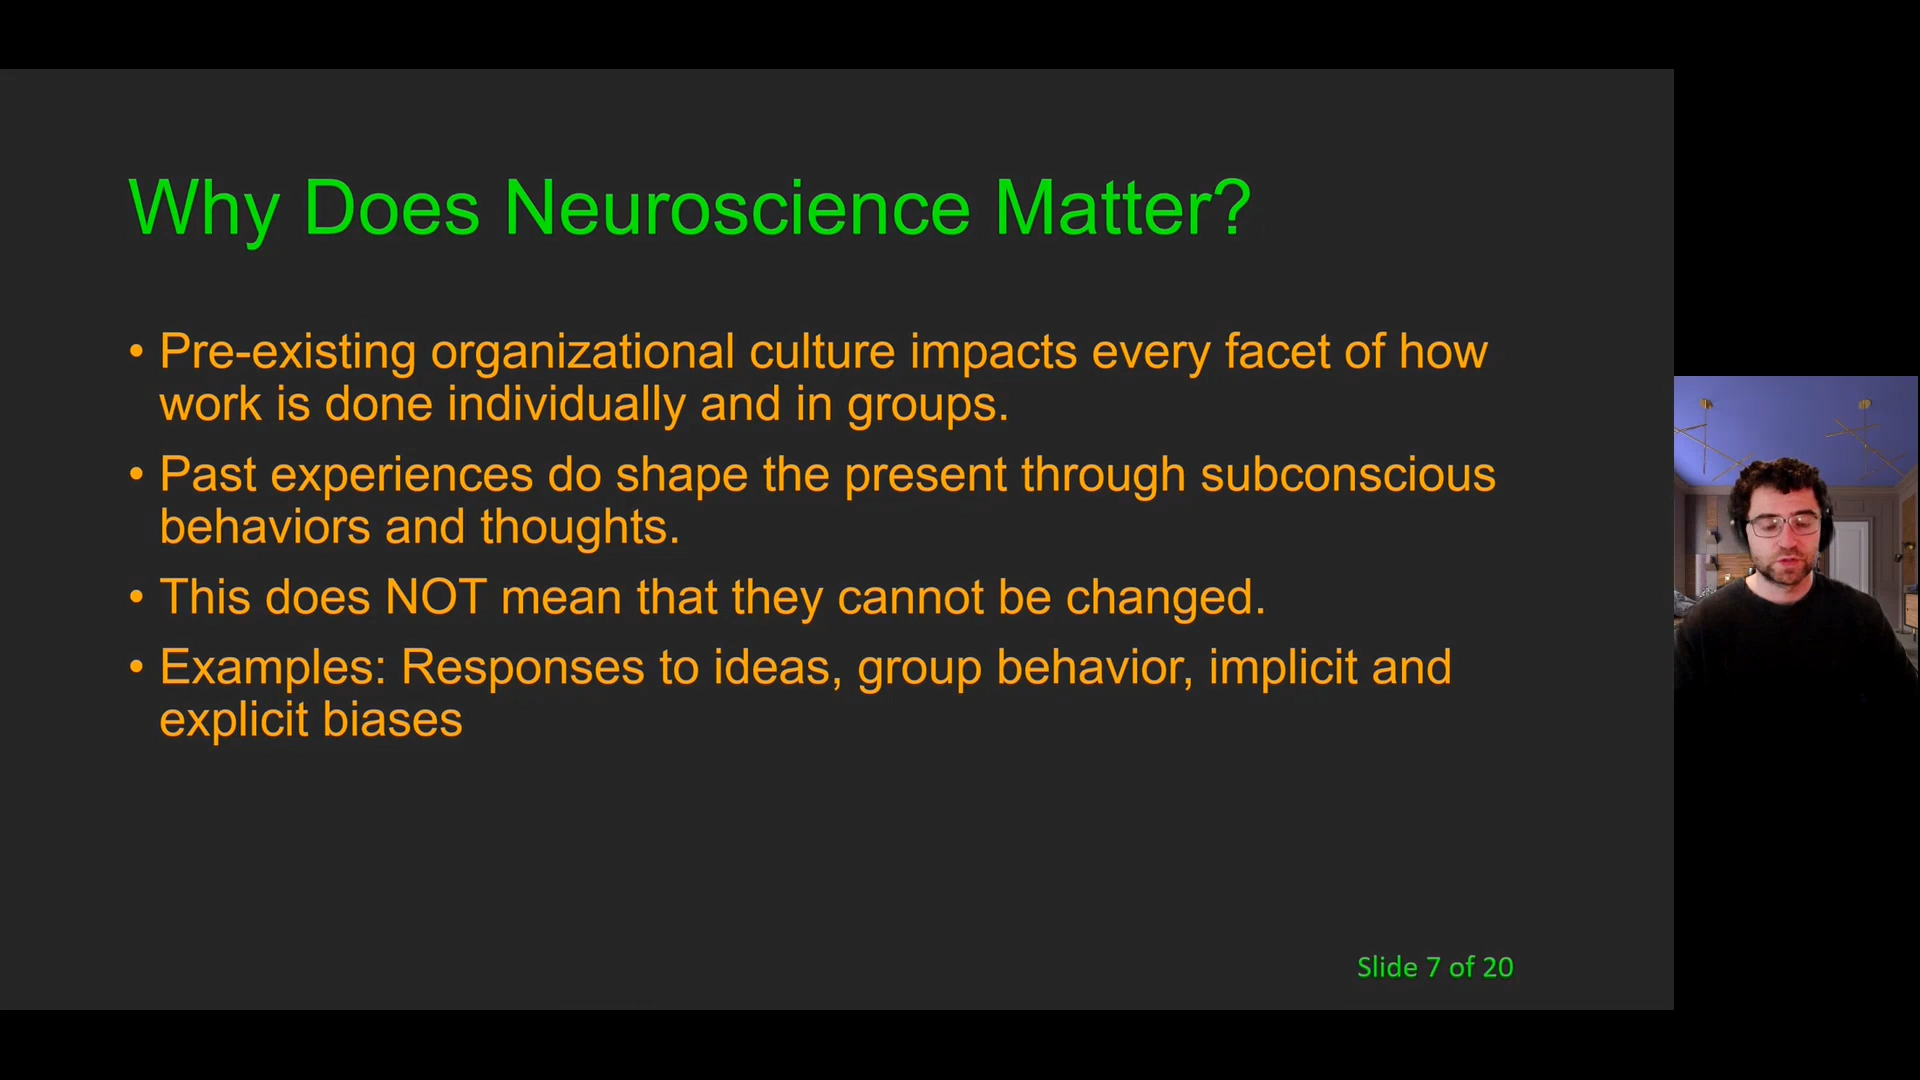 Why Does Neuroscience Matter?
• Pre-existing organizational culture impacts every facet of how
work is done individually and in groups.
• Past experiences do shape the present through subconscious
behaviors and thoughts.
• This does NOT mean that they cannot be changed.
• Examples: Responses to ideas, group behavior, implicit and
explicit biases
Slide 7 of 20